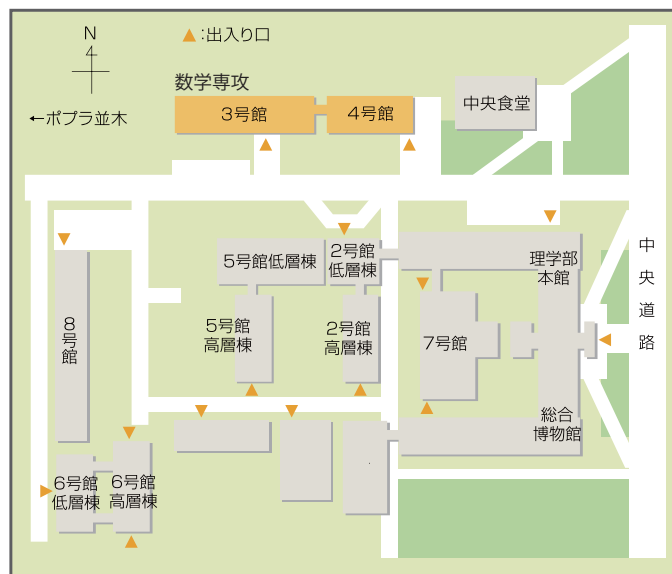 N
▲:出入り口
数学専攻
3号館
4号館
中央食堂
←ポプラ並木
5号館低層棟
2号館
低層棟
理学部
本館
中央道路
8号館
5号館
高層棟
2号館
高層棟
7号館
総合
博物館
6号館
低層棟
6号館
高層棟